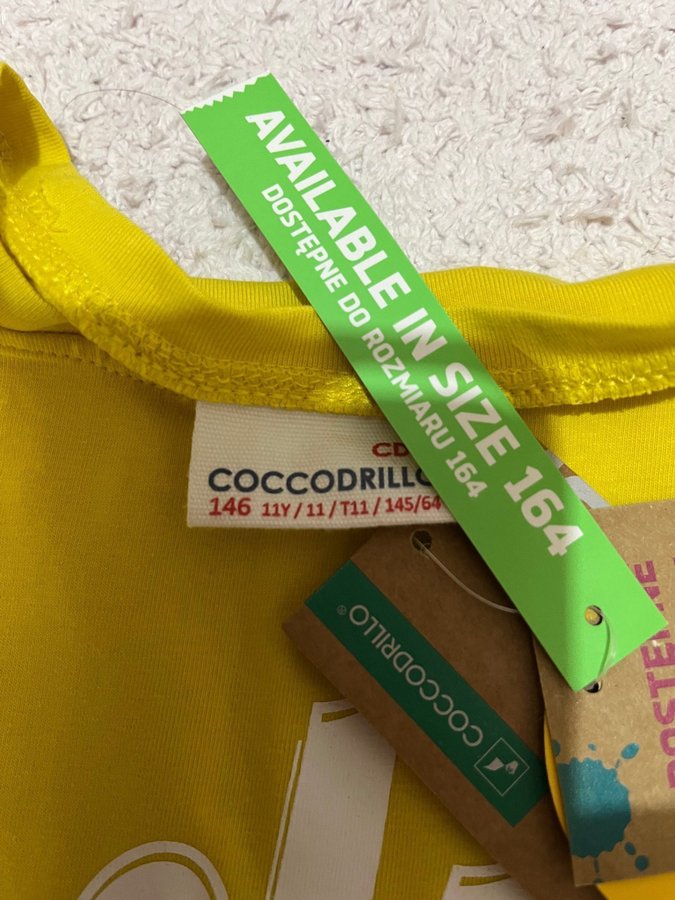 AVAILABLE IN SIZE 164
DOSTĘPNE DO ROZMIARU 164
CD
COCCODRILLO
146 11Y / 11 / T11 / 145/64
COCCODRILLO®